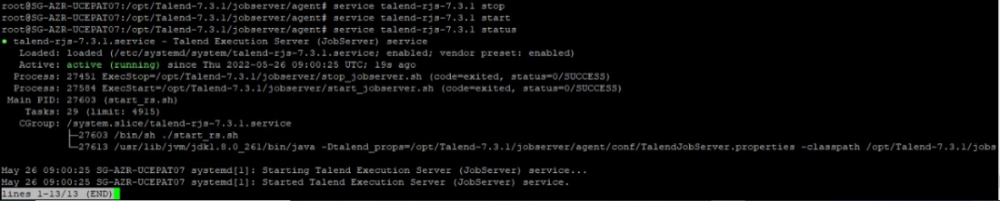 root@SG-AZR-UCEPAT07:/opt/Talend-7.3.1/jobserver/agent# service talend-rjs-7.3.1 stop
root@SG-AZR-UCEPAT07:/opt/Talend-7.3.1/jobserver/agent# service talend-rjs-7.3.1 start
root@SG-AZR-UCEPAT07:/opt/Talend-7.3.1/jobserver/agent# service talend-rjs-7.3.1 status
● talend-rjs-7.3.1.service - Talend Execution Server (JobServer) service
Loaded: loaded (/etc/systemd/system/talend-rjs-7.3.1.service; enabled; vendor preset: enabled)
Active: active (running) since Thu 2022-05-26 09:00:25 UTC; 19s ago
Process: 27451 ExecStop=/opt/Talend-7.3.1/jobserver/stop_jobserver.sh (code=exited, status=0/SUCCESS)
Process: 27584 ExecStart=/opt/Talend-7.3.1/jobserver/start_jobserver.sh (code=exited, status=0/SUCCESS)
Main PID: 27603 (start_rs.sh)
Tasks: 29 (limit: 4915)
CGroup: /system.slice/talend-rjs-7.3.1.service
├─27603 /bin/sh ./start_rs.sh
└─27613 /usr/lib/jvm/jdk1.8.0_261/bin/java -Dtalend_props=/opt/Talend-7.3.1/jobserver/agent/conf/TalendJobServer.properties -classpath /opt/Talend-7.3.1/jobs
May 26 09:00:25 SG-AZR-UCEPAT07 systemd[1]: Starting Talend Execution Server (JobServer) service...
May 26 09:00:25 SG-AZR-UCEPAT07 systemd[1]: Started Talend Execution Server (JobServer) service.
lines 1-13/13 (END)